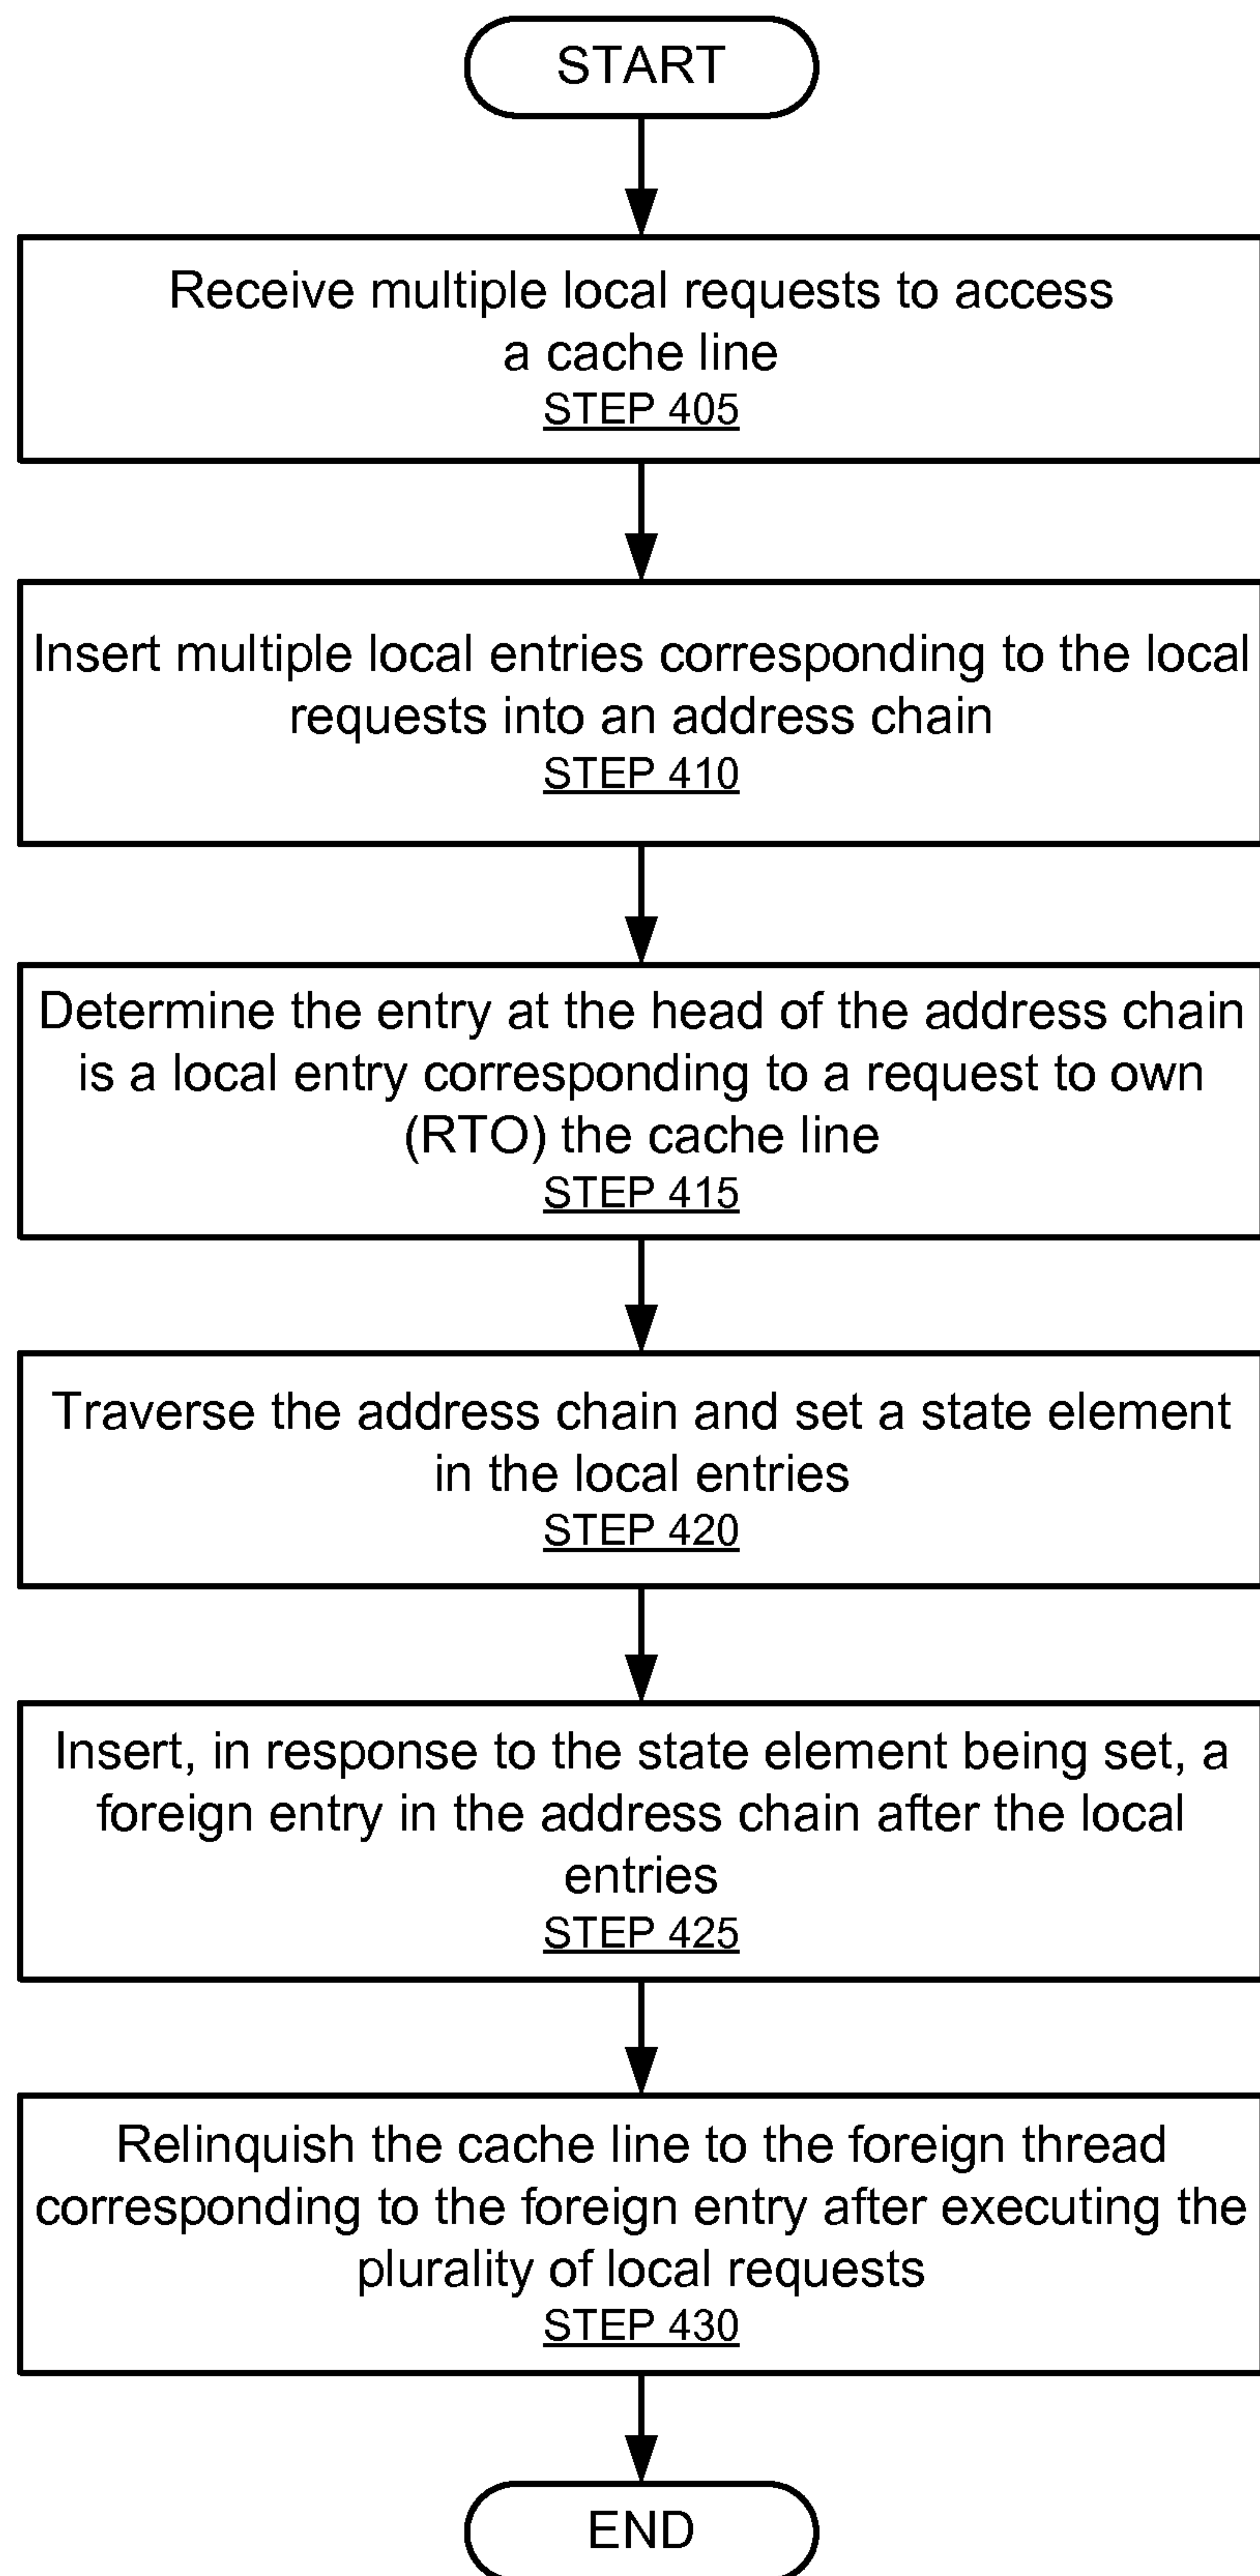 START
Receive multiple local requests to access
a cache line
STEP 405
Insert multiple local entries corresponding to the local
requests into an address chain
STEP 410
Determine the entry at the head of the address chain
is a local entry corresponding to a request to own
(RTO) the cache line
STEP 415
Traverse the address chain and set a state element
in the local entries
STEP 420
Insert, in response to the state element being set, a
foreign entry in the address chain after the local
entries
STEP 425
Relinquish the cache line to the foreign thread
corresponding to the foreign entry after executing the
plurality of local requests
STEP 430
END